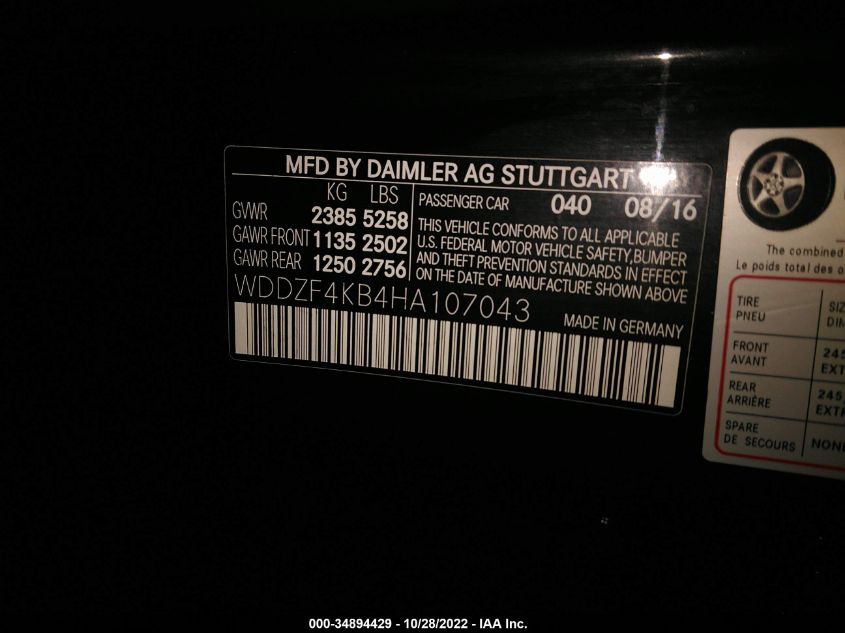 MFD BY DAIMLER AG STUTTGART
KG LBS
GVWR 2385 5258
GAWR FRONT 1135 2502
GAWR REAR 1250 2756
PASSENGER CAR 040 08/16
THIS VEHICLE CONFORMS TO ALL APPLICABLE
U.S. FEDERAL MOTOR VEHICLE SAFETY, BUMPER
AND THEFT PREVENTION STANDARDS IN EFFECT
ON THE DATE OF MANUFACTURE SHOWN ABOVE
WDDZF4KB4HA107043
MADE IN GERMANY
The combined
Le poids total des
TIRE
PNEU
FRONT
AVANT
245
REAR
ARRIÈRE
245
SPARE
DE SECOURS
000-34894429 - 10/28/2022 - IAA Inc.